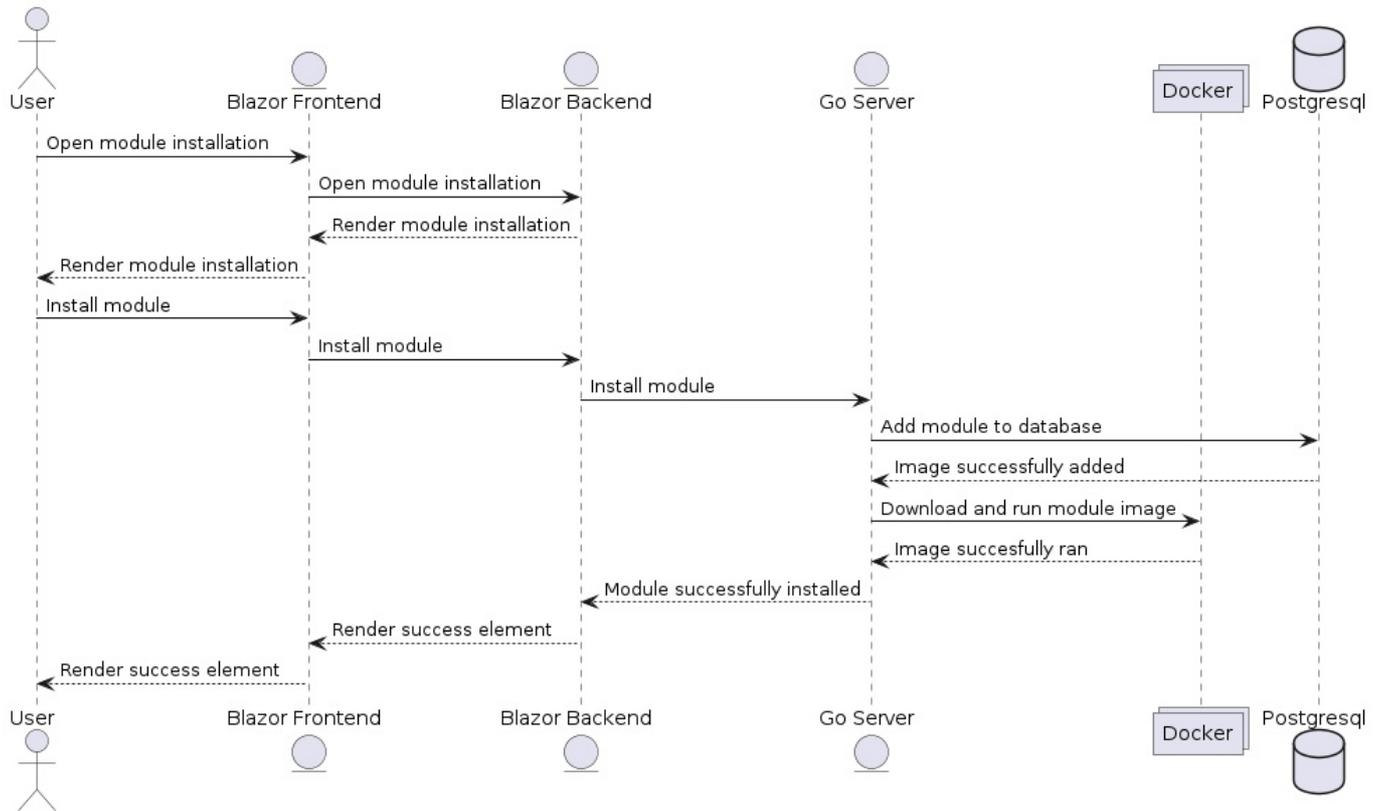 User
Blazor Frontend
Blazor Backend
Go Server
Docker
Postgresql
Open module installation
Open module installation
Render module installation
Render module installation
Install module
Install module
Install module
Add module to database
Image successfully added
Download and run module image
Image succesfully ran
Module successfully installed
Render success element
Render success element
User
Blazor Frontend
Blazor Backend
Go Server
Docker
Postgresql